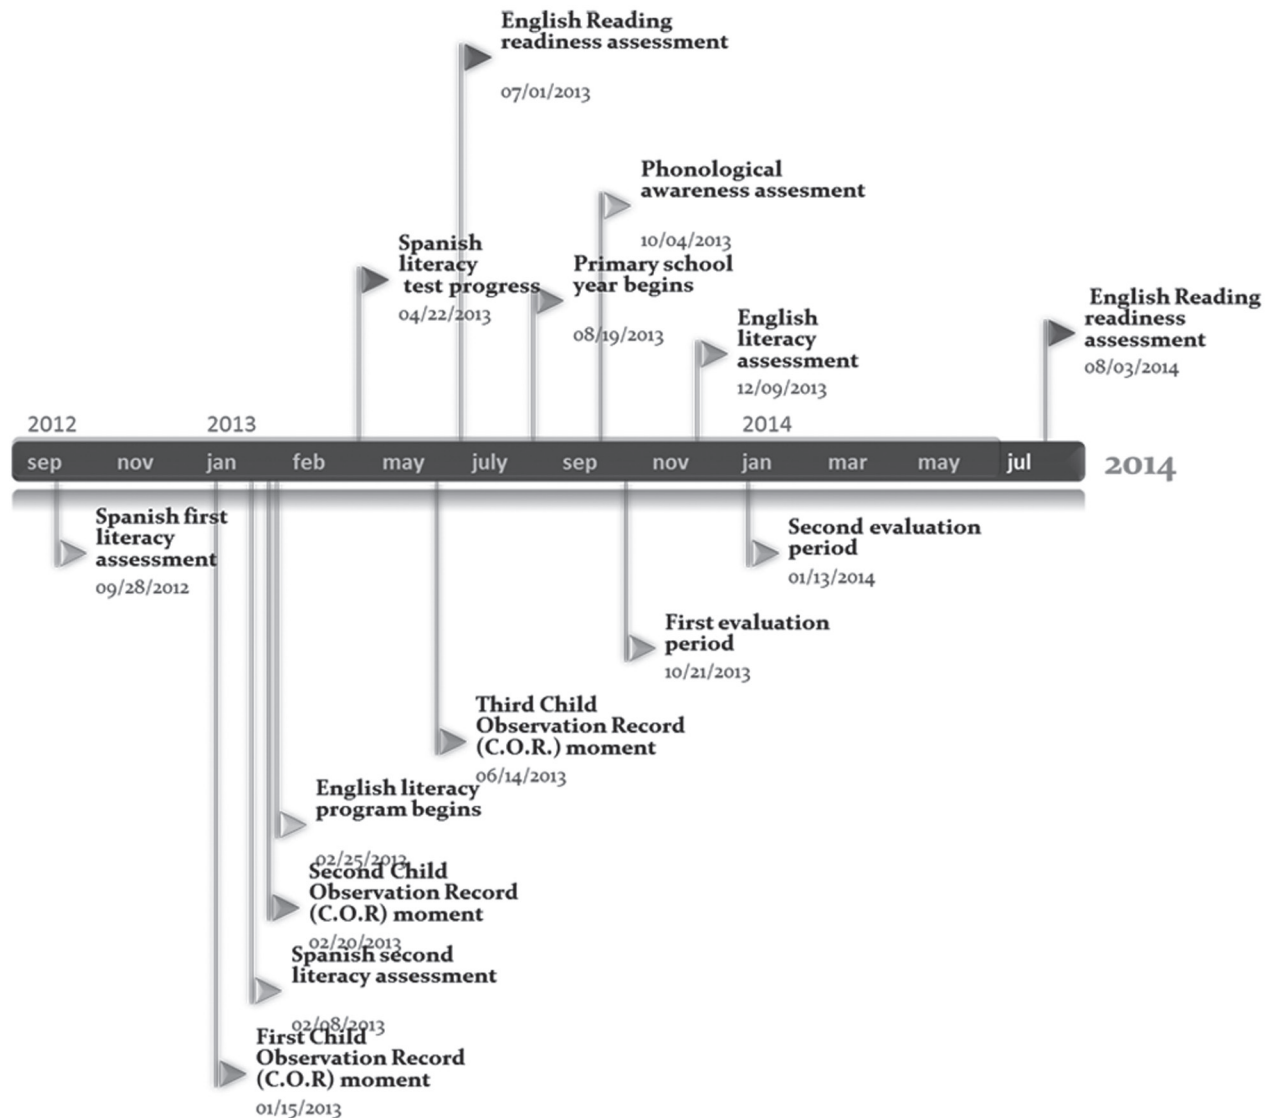 English Reading
readiness assessment
07/01/2013
Phonological
awareness assesment
10/04/2013
Spanish
literacy
test progress
04/22/2013
Primary school
year begins
08/19/2013
English
literacy
assessment
12/09/2013
English Reading
readiness
assessment
08/03/2014
2012
2013
2014
sep nov jan feb may july sep nov jan mar may jul
2014
Spanish first
literacy
assessment
09/28/2012
Second evaluation
period
01/13/2014
First evaluation
period
10/21/2013
Third Child
Observation Record
(C.O.R.) moment
06/14/2013
English literacy
program begins
02/25/2013
Second Child
Observation Record
(C.O.R) moment
02/20/2013
Spanish second
literacy assessment
02/08/2013
First Child
Observation Record
(C.O.R) moment
01/15/2013